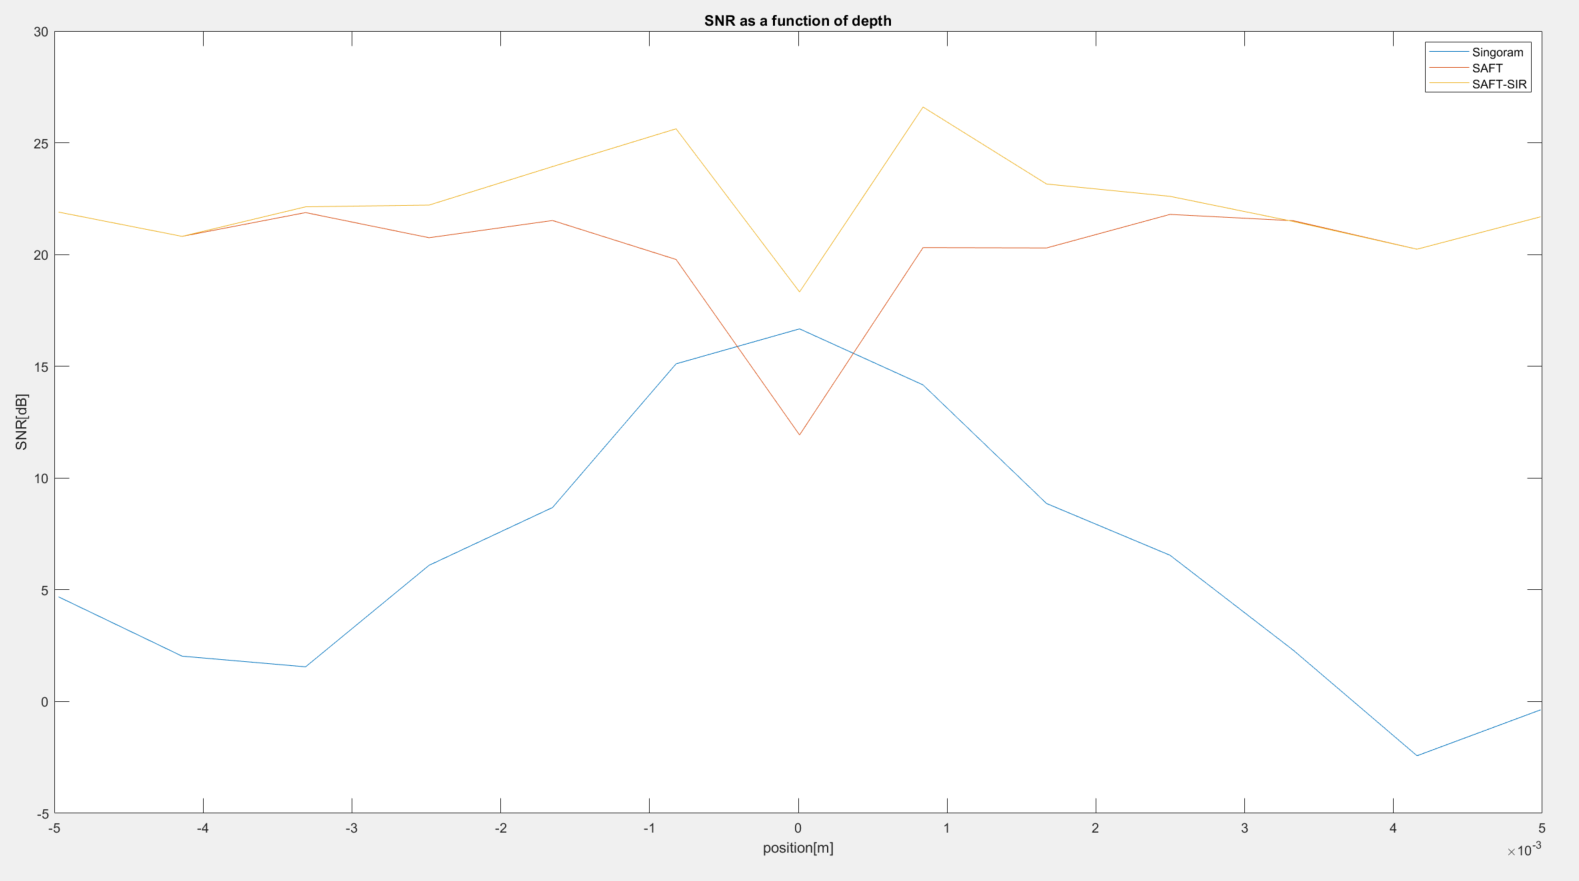 SNR as a function of depth
30
25
20
15
10
5
0
-5
SNR[dB]
Singoram
SAFT
SAFT-SIR
-5 -4 -3 -2 -1 0 1 2 3 4 5
position[m]
×10-3